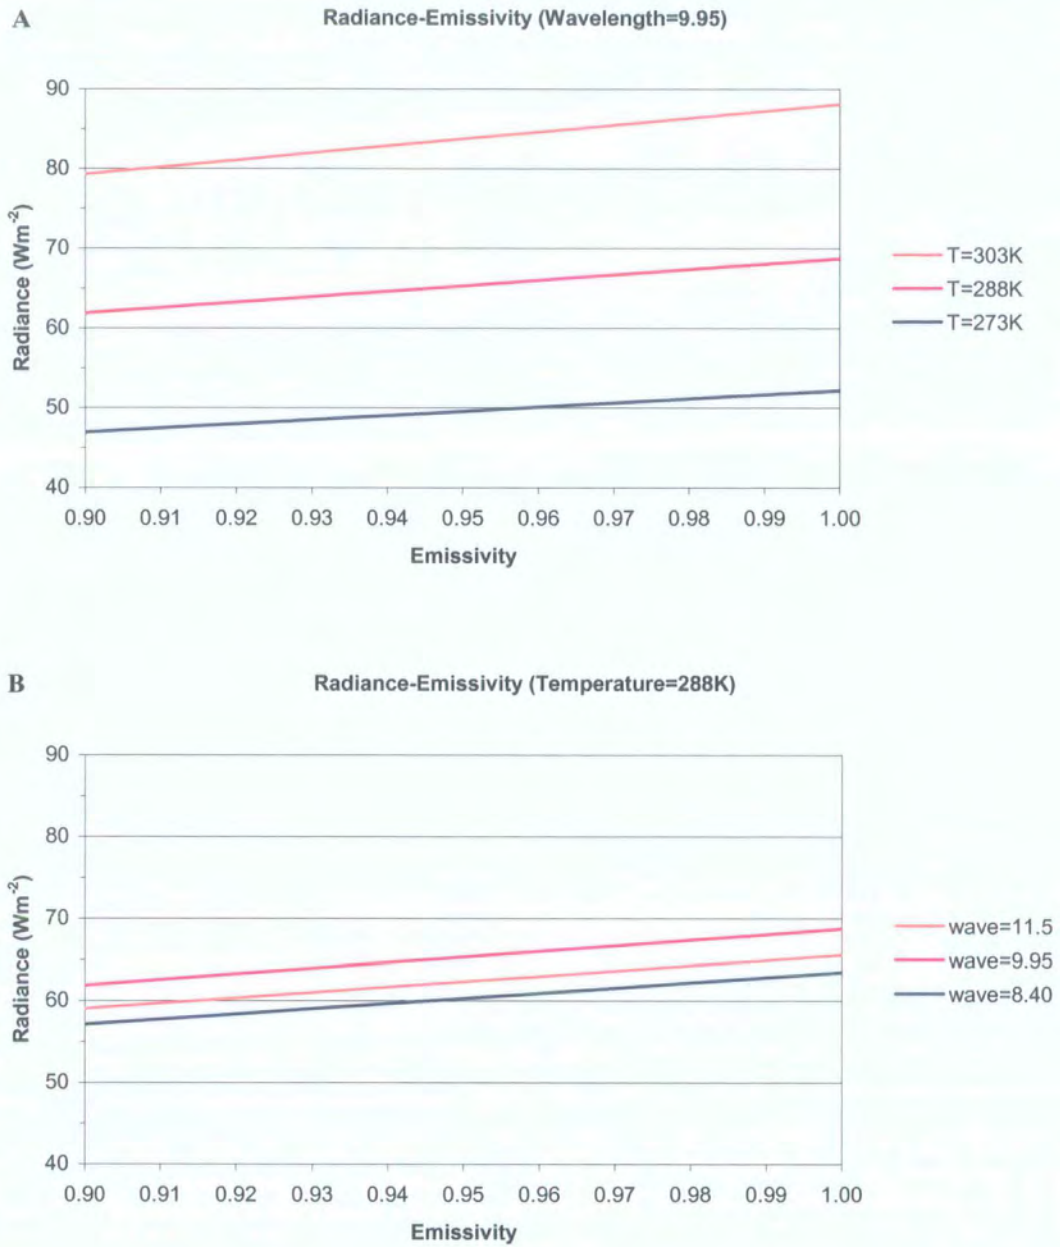 A
Radiance-Emissivity (Wavelength=9.95)
90
80
70
60
50
40
Radiance (Wm⁻²)
0.90 0.91 0.92 0.93 0.94 0.95 0.96 0.97 0.98 0.99 1.00
Emissivity
T=303K
T=288K
T=273K
B
Radiance-Emissivity (Temperature=288K)
90
80
70
60
50
40
Radiance (Wm⁻²)
0.90 0.91 0.92 0.93 0.94 0.95 0.96 0.97 0.98 0.99 1.00
Emissivity
wave=11.5
wave=9.95
wave=8.40